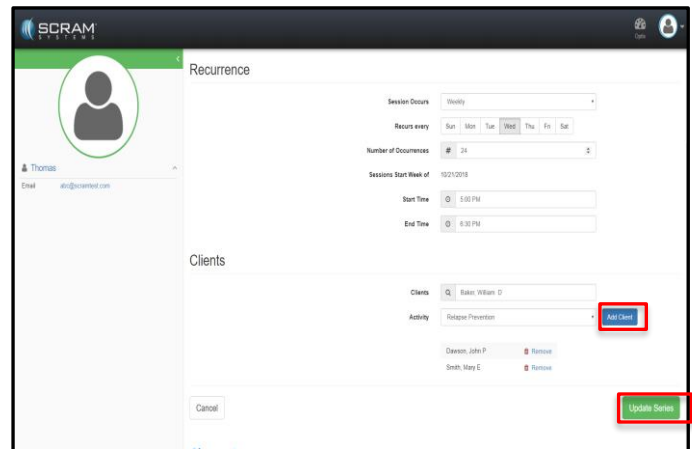 SCRAM
SYSTEMS
Optix
Thomas
Email abc@scramtest.com
Recurrence
Session Occurs Weekly
Recurs every Sun Mon Tue Wed Thu Fri Sat
Number of Occurrences # 24
Sessions Start Week of 10/21/2018
Start Time 5:00 PM
End Time 6:30 PM
Clients
Clients Baker, William D
Activity Relapse Prevention Add Client
Dawson, John P Remove
Smith, Mary E Remove
Cancel Update Series